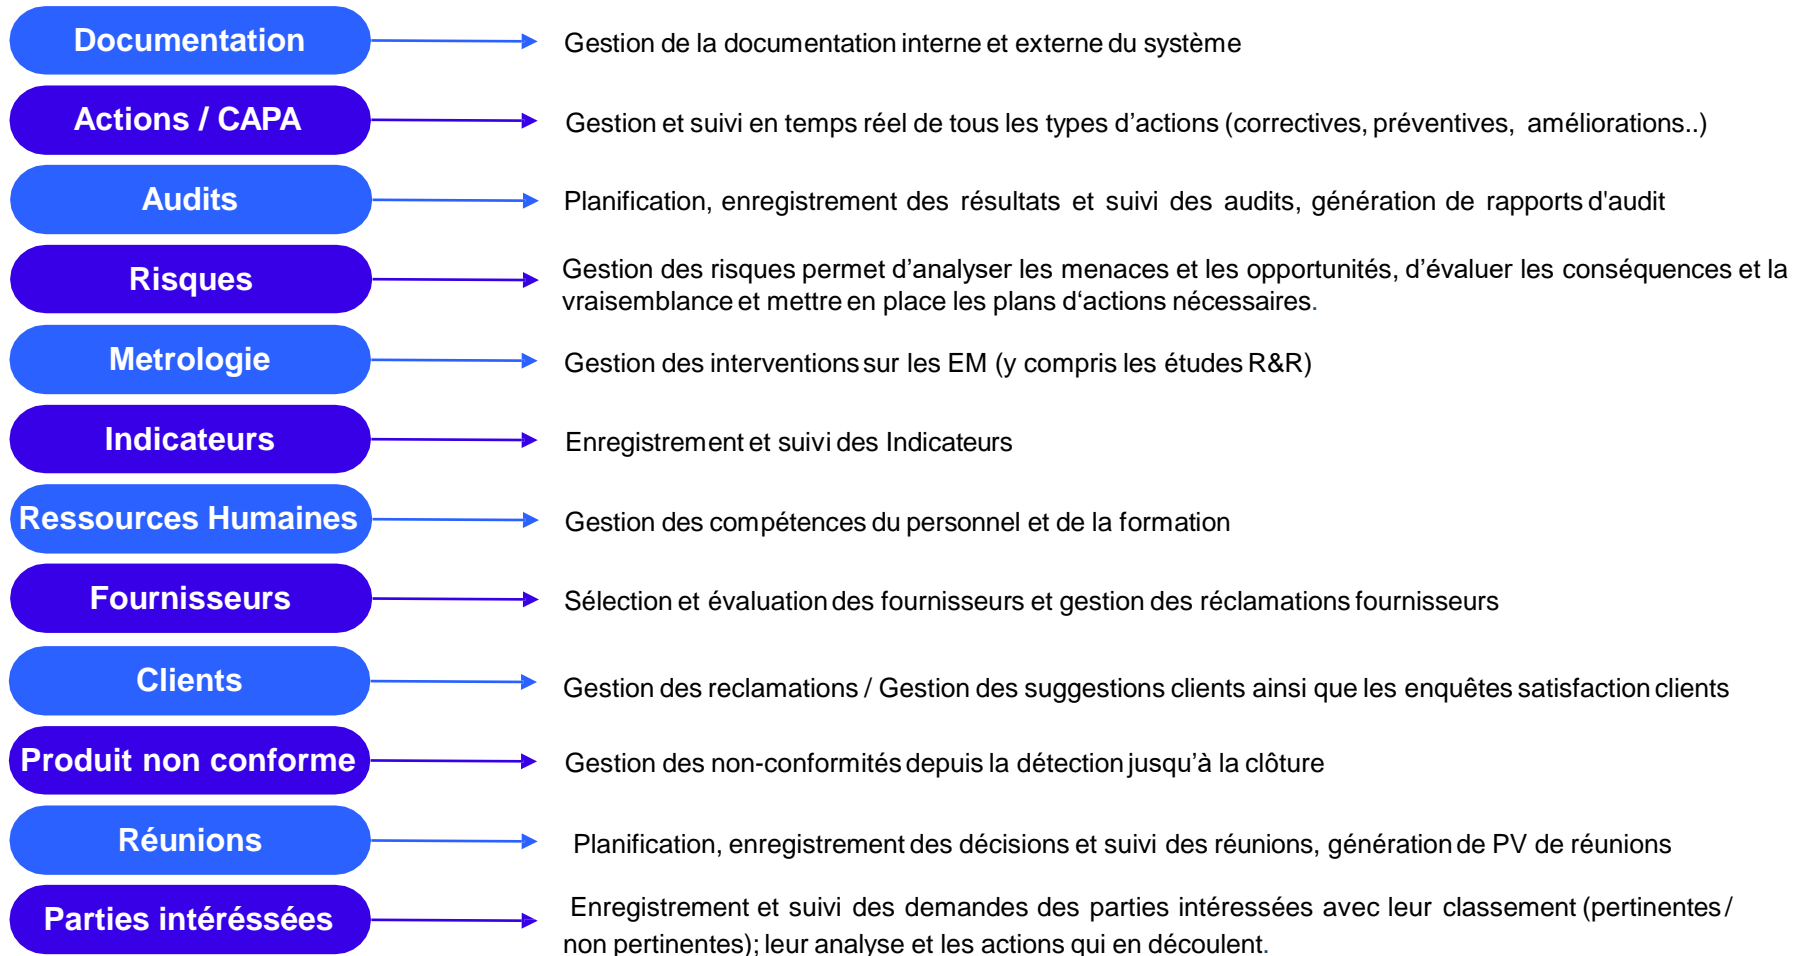 Documentation
Gestion de la documentation interne et externe du système
Actions / CAPA
Gestion et suivi en temps réel de tous les types d’actions (correctives, préventives, améliorations..)
Audits
Planification, enregistrement des résultats et suivi des audits, génération de rapports d'audit
Risques
Gestion des risques permet d’analyser les menaces et les opportunités, d’évaluer les conséquences et la
vraisemblance et mettre en place les plans d‘actions nécessaires.
Metrologie
Gestion des interventions sur les EM (y compris les études R&R)
Indicateurs
Enregistrement et suivi des Indicateurs
Ressources Humaines
Gestion des compétences du personnel et de la formation
Fournisseurs
Sélection et évaluation des fournisseurs et gestion des réclamations fournisseurs
Clients
Gestion des reclamations / Gestion des suggestions clients ainsi que les enquêtes satisfaction clients
Produit non conforme
Gestion des non-conformités depuis la détection jusqu’à la clôture
Réunions
Planification, enregistrement des décisions et suivi des réunions, génération de PV de réunions
Parties intéréssées
Enregistrement et suivi des demandes des parties intéressées avec leur classement (pertinentes /
non pertinentes); leur analyse et les actions qui en découlent.